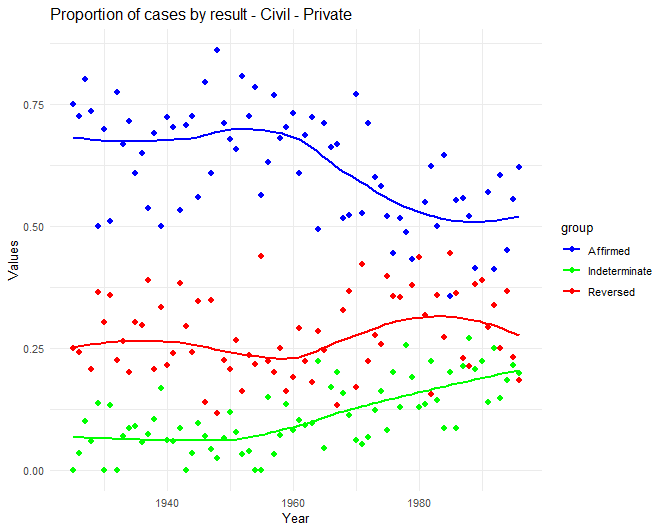 Proportion of cases by result - Civil - Private
Values
0.75
0.50
0.25
0.00
1940 1960 1980
Year
group
Affirmed
Indeterminate
Reversed